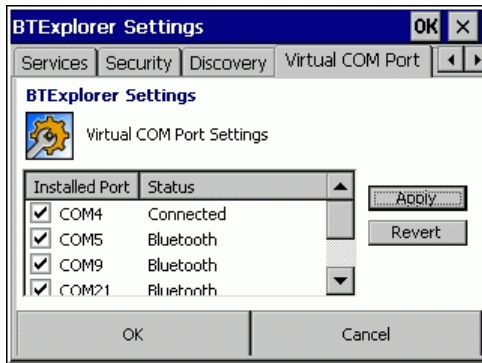 BTExplorer Settings OK
Services Security Discovery Virtual COM Port
BTExplorer Settings
Virtual COM Port Settings
Installed Port Status
COM4 Connected
Apply
COM5 Bluetooth
Revert
COM9 Bluetooth
COM21 Bluetooth
OK Cancel